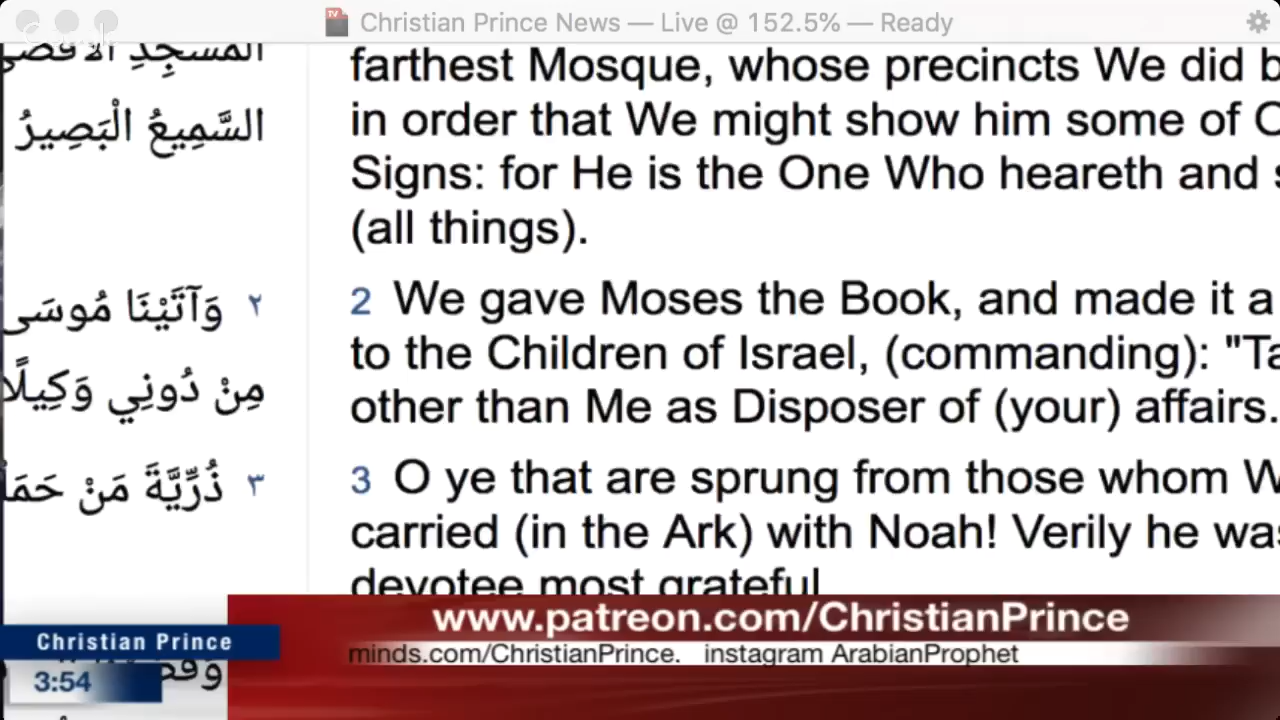 Christian Prince News — Live @ 152.5% — Ready
المسجِدِ الأقصى
السَّمِيعُ الْبَصِيرُ
٢ وَآتَيْنَا مُوسَى
مِنْ دُونِي وَكِيلًا
٣ ذُرِّيَّةَ مَنْ
farthest Mosque, whose precincts We did
in order that We might show him some of
Signs: for He is the One Who heareth and
(all things).
2 We gave Moses the Book, and made it a
to the Children of Israel, (commanding): "
other than Me as Disposer of (your) affairs.
3 O ye that are sprung from those whom
carried (in the Ark) with Noah! Verily he
devotee most grateful
www.patreon.com/ChristianPrince
minds.com/ChristianPrince. instagram ArabianProphet
Christian Prince
3:54